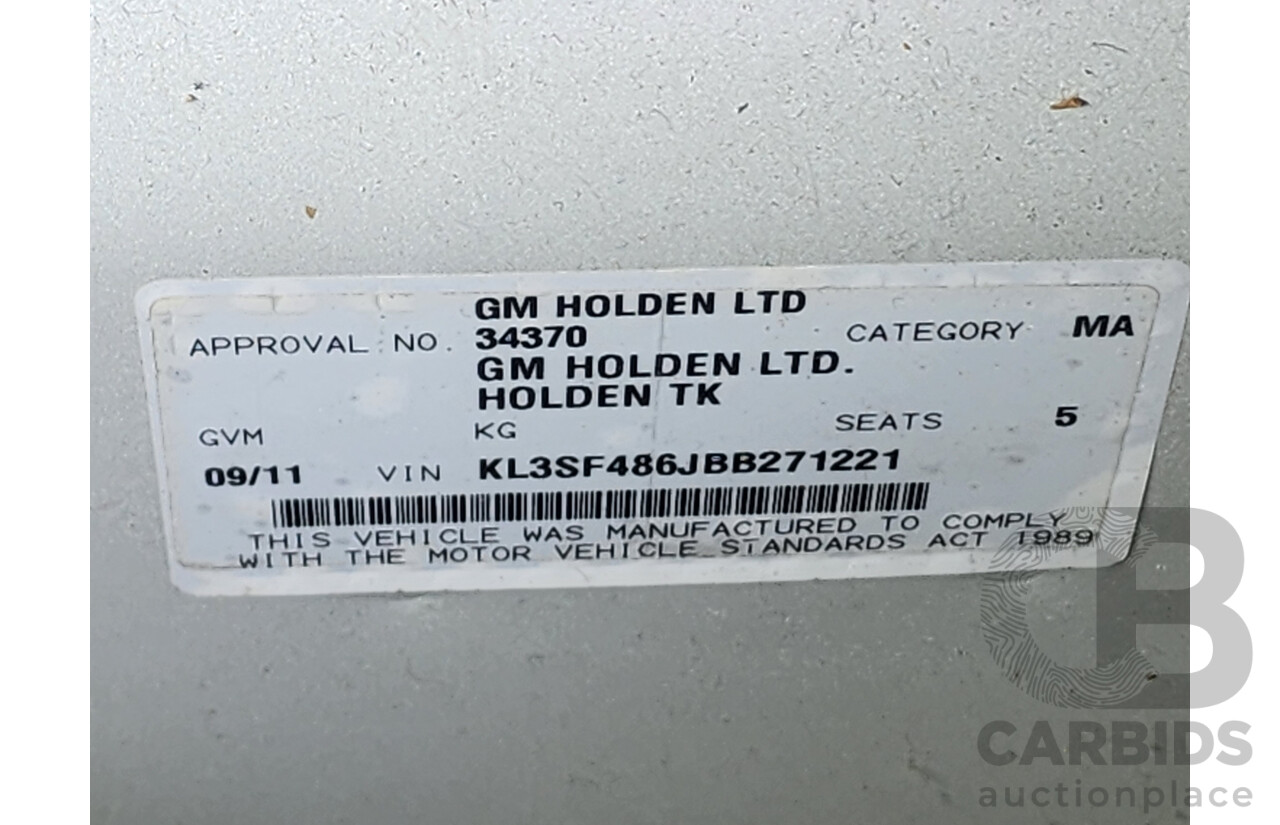 GM HOLDEN LTD
APPROVAL NO. 34370 CATEGORY MA
GM HOLDEN LTD.
HOLDEN TK
GVM KG SEATS 5
09/11 VIN KL3SF486JBB271221
THIS VEHICLE WAS MANUFACTURED TO COMPLY
WITH THE MOTOR VEHICLE STANDARDS ACT 1989
CB
CARBIDS
auctionplace